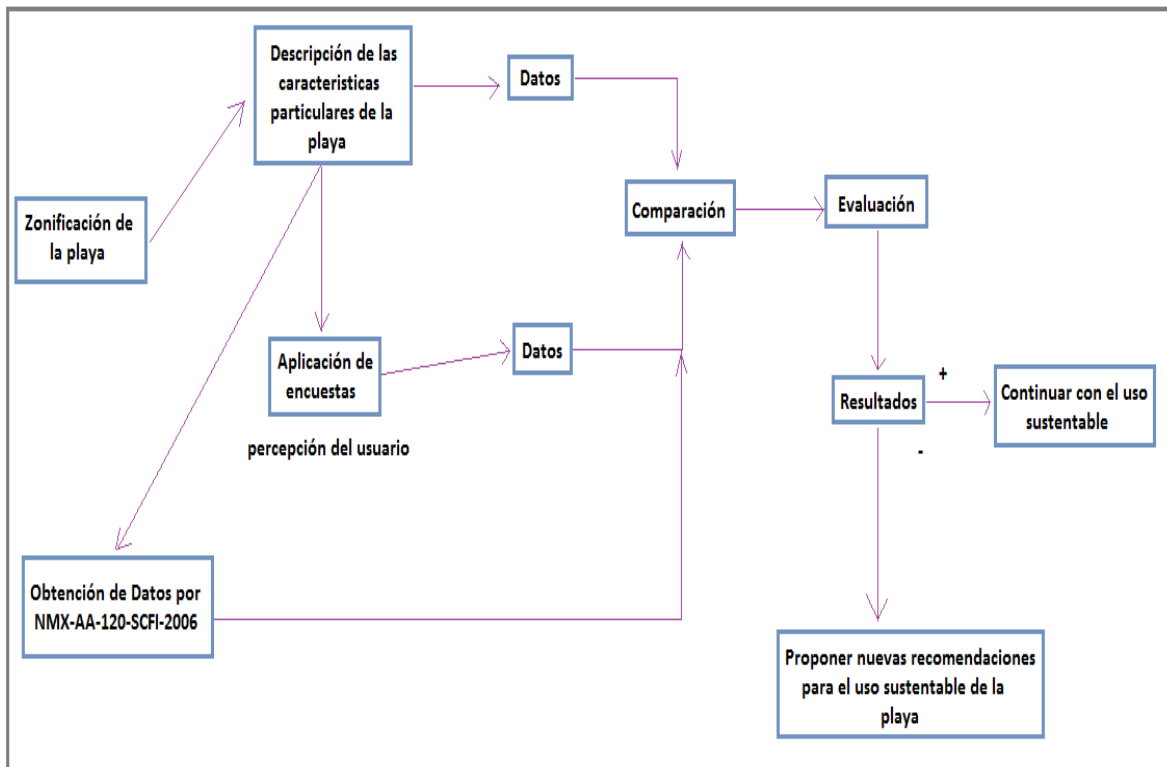 Descripción de las
caracteristicas
particulares de la
playa
Datos
Zonificación de
la playa
Comparación
Evaluación
Aplicación de
encuestas
percepción del usuario
Datos
Resultados
+
-
Continuar con el uso
sustentable
Obtención de Datos por
NMX-AA-120-SCFI-2006
Proponer nuevas recomendaciones
para el uso sustentable de la
playa